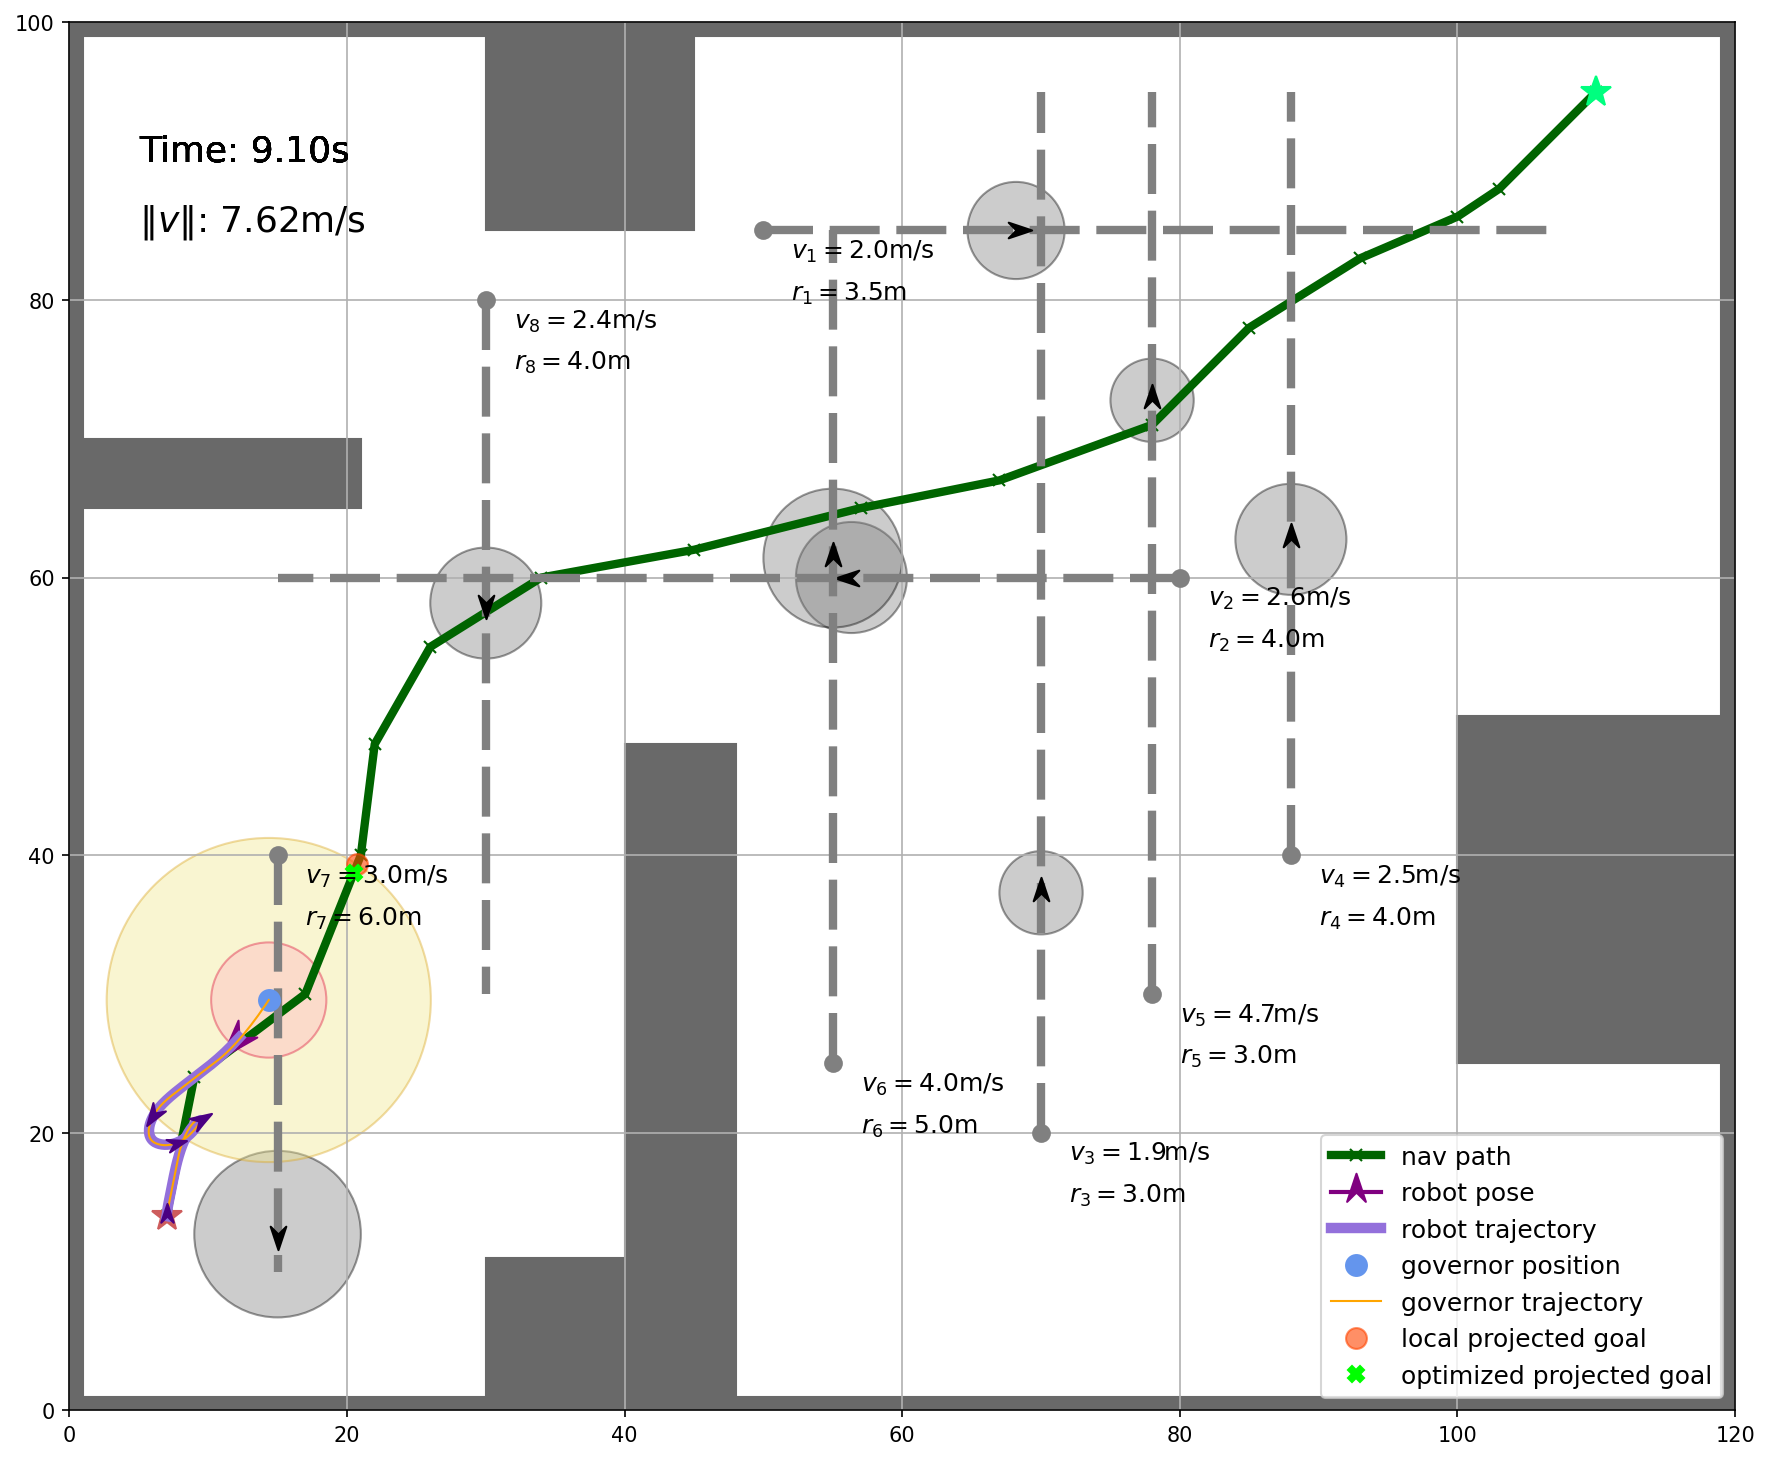 100
80
60
40
20
0
0
20
40
60
80
100
120
Time: 9.10s
‖v‖: 7.62m/s
v1 = 2.0m/s
r1 = 3.5m
v8 = 2.4m/s
r8 = 4.0m
v2 = 2.6m/s
r2 = 4.0m
v7 = 3.0m/s
r7 = 6.0m
v4 = 2.5m/s
r4 = 4.0m
v5 = 4.7m/s
r5 = 3.0m
v6 = 4.0m/s
r6 = 5.0m
v3 = 1.9m/s
r3 = 3.0m
nav path
robot pose
robot trajectory
governor position
governor trajectory
local projected goal
optimized projected goal